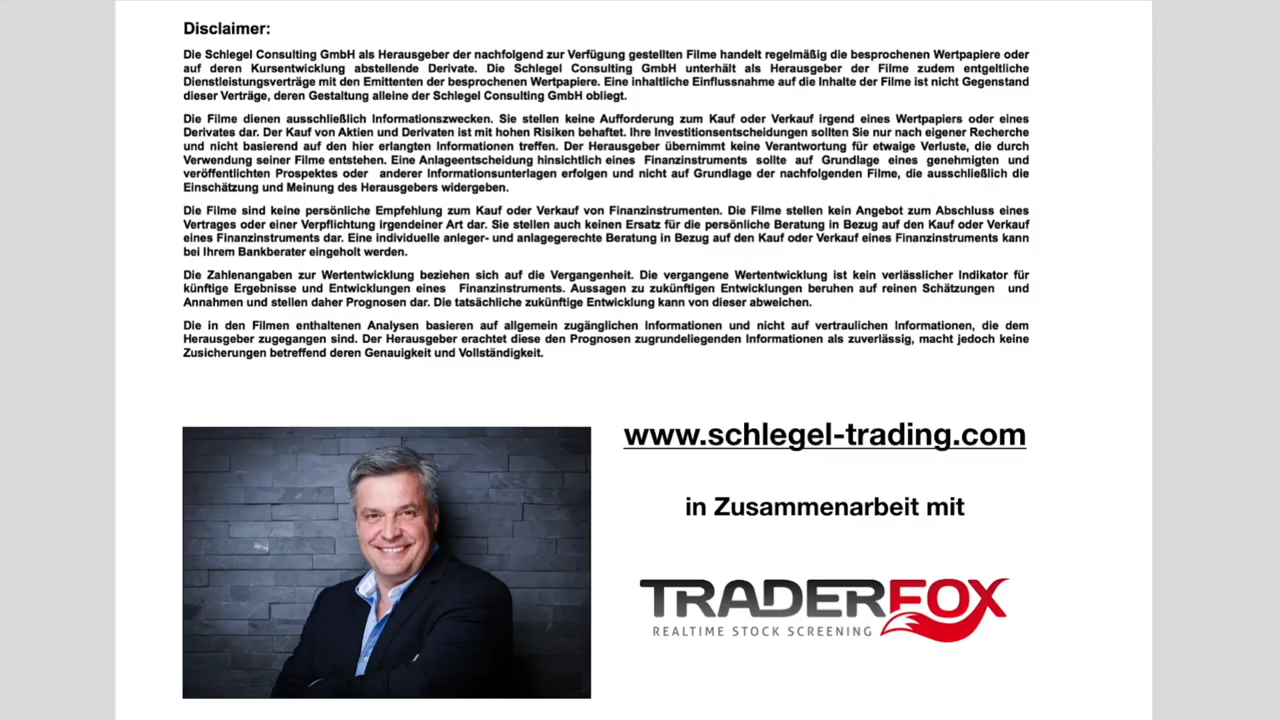 Disclaimer:
Die Schlegel Consulting GmbH als Herausgeber der nachfolgend zur Verfügung gestellten Filme handelt regelmäßig die besprochenen Wertpapiere oder
auf deren Kursentwicklung abstellende Derivate. Die Schlegel Consulting GmbH unterhält als Herausgeber der Filme zudem entgeltliche
Dienstleistungsverträge mit den Emittenten der besprochenen Wertpapiere. Eine inhaltliche Einflussnahme auf die Inhalte der Filme ist nicht Gegenstand
dieser Verträge, deren Gestaltung alleine der Schlegel Consulting GmbH obliegt.
Die Filme dienen ausschließlich Informationszwecken. Sie stellen keine Aufforderung zum Kauf oder Verkauf irgend eines Wertpapiers oder eines
Derivates dar. Der Kauf von Aktien und Derivaten ist mit hohen Risiken behaftet. Ihre Investitionsentscheidungen sollten Sie nur nach eigener Recherche
und nicht basierend auf den hier erlangten Informationen treffen. Der Herausgeber übernimmt keine Verantwortung für etwaige Verluste, die durch
Verwendung seiner Filme entstehen. Eine Anlageentscheidung hinsichtlich eines Finanzinstruments sollte auf Grundlage eines genehmigten und
veröffentlichten Prospektes oder anderer Informationsunterlagen erfolgen und nicht auf Grundlage der nachfolgenden Filme, die ausschließlich die
Einschätzung und Meinung des Herausgebers widergeben.
Die Filme sind keine persönliche Empfehlung zum Kauf oder Verkauf von Finanzinstrumenten. Die Filme stellen kein Angebot zum Abschluss eines
Vertrages oder einer Verpflichtung irgendeiner Art dar. Sie stellen auch keinen Ersatz für die persönliche Beratung in Bezug auf den Kauf oder Verkauf
eines Finanzinstruments dar. Eine individuelle anleger- und anlagegerechte Beratung in Bezug auf den Kauf oder Verkauf eines Finanzinstruments kann
bei Ihrem Bankberater eingeholt werden.
Die Zahlenangaben zur Wertentwicklung beziehen sich auf die Vergangenheit. Die vergangene Wertentwicklung ist kein verlässlicher Indikator für
künftige Ergebnisse und Entwicklungen eines Finanzinstruments. Aussagen zu zukünftigen Entwicklungen beruhen auf reinen Schätzungen und
Annahmen und stellen daher Prognosen dar. Die tatsächliche zukünftige Entwicklung kann von dieser abweichen.
Die in den Filmen enthaltenen Analysen basieren auf allgemein zugänglichen Informationen und nicht auf vertraulichen Informationen, die dem
Herausgeber zugegangen sind. Der Herausgeber erachtet diese den Prognosen zugrundeliegenden Informationen als zuverlässig, macht jedoch keine
Zusicherungen betreffend deren Genauigkeit und Vollständigkeit.
www.schlegel-trading.com
in Zusammenarbeit mit
TRADERFOX
REALTIME STOCK SCREENING